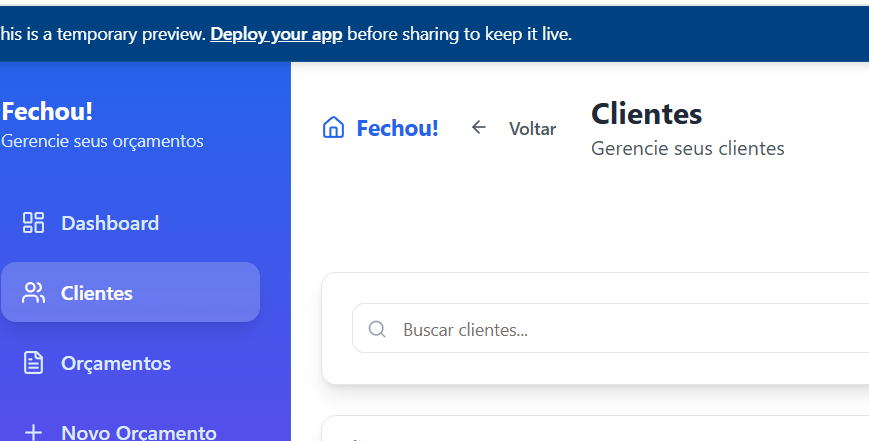 his is a temporary preview. Deploy your app before sharing to keep it live.
Fechou!
Gerencie seus orçamentos
Dashboard
Clientes
Orçamentos
Novo Orçamento
Fechou!
Voltar
Clientes
Gerencie seus clientes
Buscar clientes...